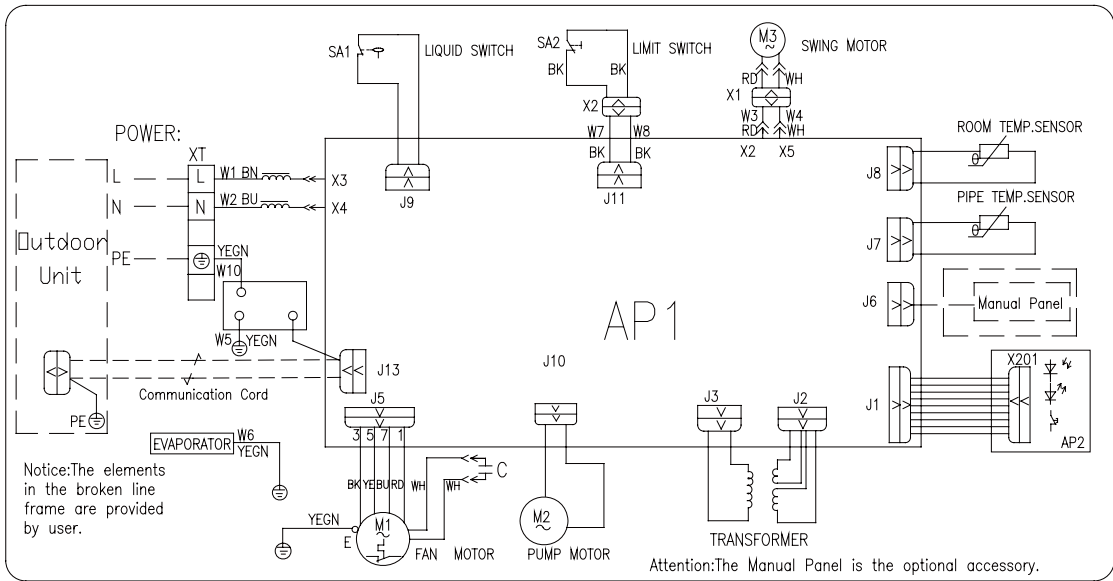 SA1
LIQUID SWITCH
SA2
LIMIT SWITCH
BK
BK
M3
~
SWING MOTOR
RD
WH
X1
X2
W3
W4
RD
WH
W7
W8
BK
BK
X2
X5
POWER:
XT
L
L
W1 BN
X3
N
N
W2 BU
X4
J9
J11
ROOM TEMP.SENSOR
J8
PIPE TEMP.SENSOR
J7
Outdoor
Unit
PE
YEGN
W10
W5
YEGN
J6
Manual Panel
AP1
J13
Communication Cord
PE
J10
X201
J1
AP2
J5
3 5 7 1
J3
J2
EVAPORATOR
W6
YEGN
BK
YE
BU
RD
WH
WH
C
Notice:The elements
in the broken line
frame are provided
by user.
YEGN
E
M1
~
FAN MOTOR
M2
~
PUMP MOTOR
TRANSFORMER
Attention:The Manual Panel is the optional accessory.